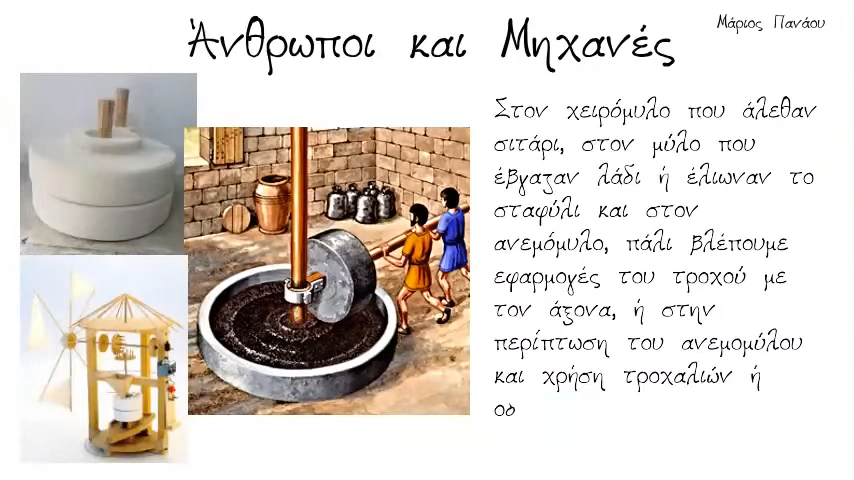 Άνθρωποι και Μηχανές
Μάριος Πανάου
Στον χειρόμυλο που άλεθαν
σιτάρι, στον μύλο που
έβγαζαν λάδι ή έλιωναν το
σταφύλι και στον
ανεμόμυλο, πάλι βλέπουμε
εφαρμογές του τροχού με
τον άξονα, ή στην
περίπτωση του ανεμομύλου
και χρήση τροχαλιών ή
οδ